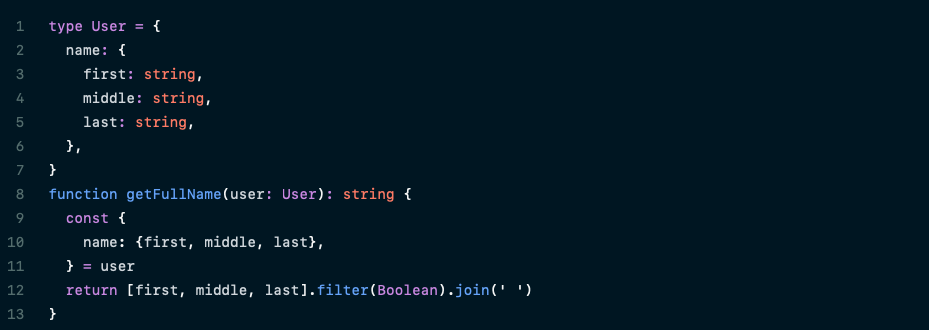 1 type User = {
2   name: {
3     first: string,
4     middle: string,
5     last: string,
6   },
7 }
8 function getFullName(user: User): string {
9   const {
10     name: {first, middle, last},
11   } = user
12   return [first, middle, last].filter(Boolean).join(' ')
13 }